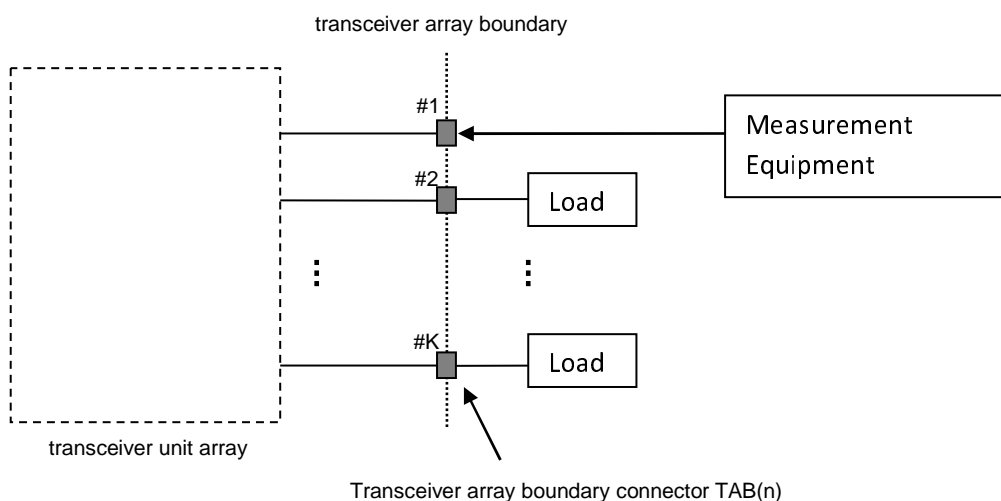 transceiver array boundary
#1
Measurement
Equipment
#2
Load
#K
Load
transceiver unit array
Transceiver array boundary connector TAB(n)